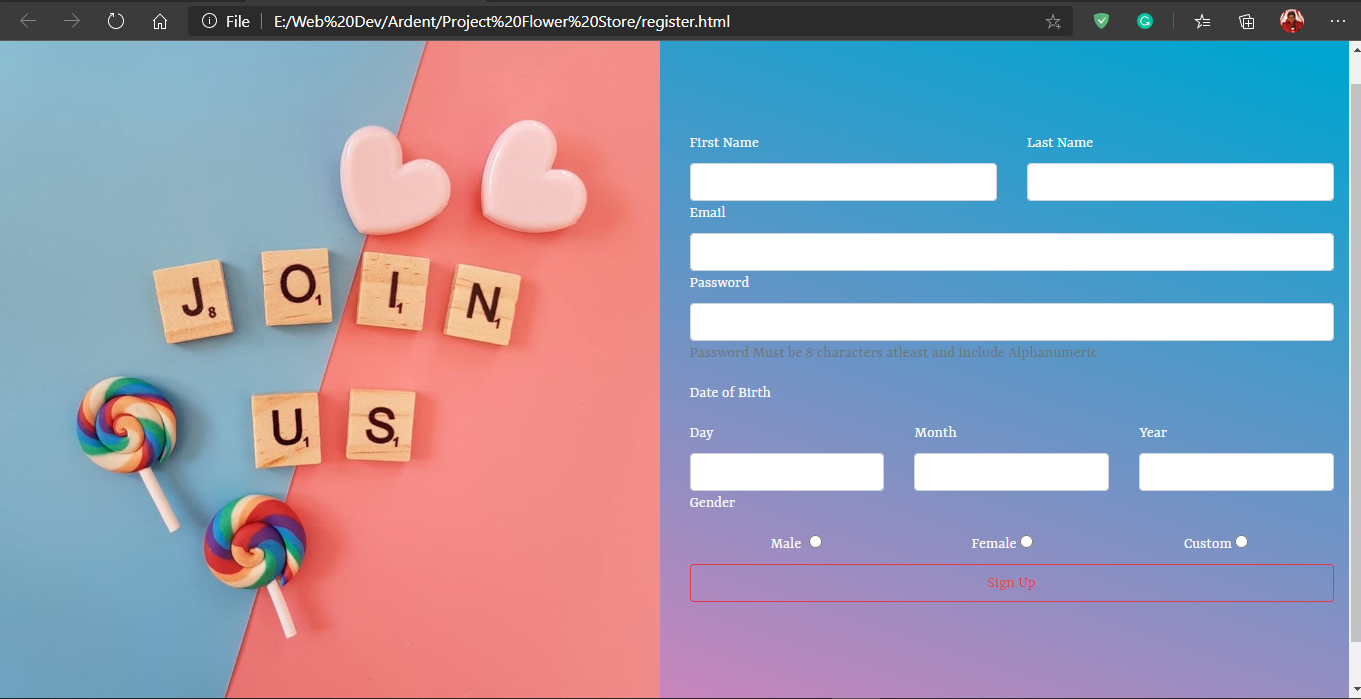 File E:/Web%20Dev/Ardent/Project%20Flower%20Store/register.html
First Name Last Name
Email
Password
Password Must be 8 characters atleast and include Alphanumeric
Date of Birth
Day Month Year
Gender
Male Female Custom
Sign Up
J8 O1 I1 N1
U1 S1